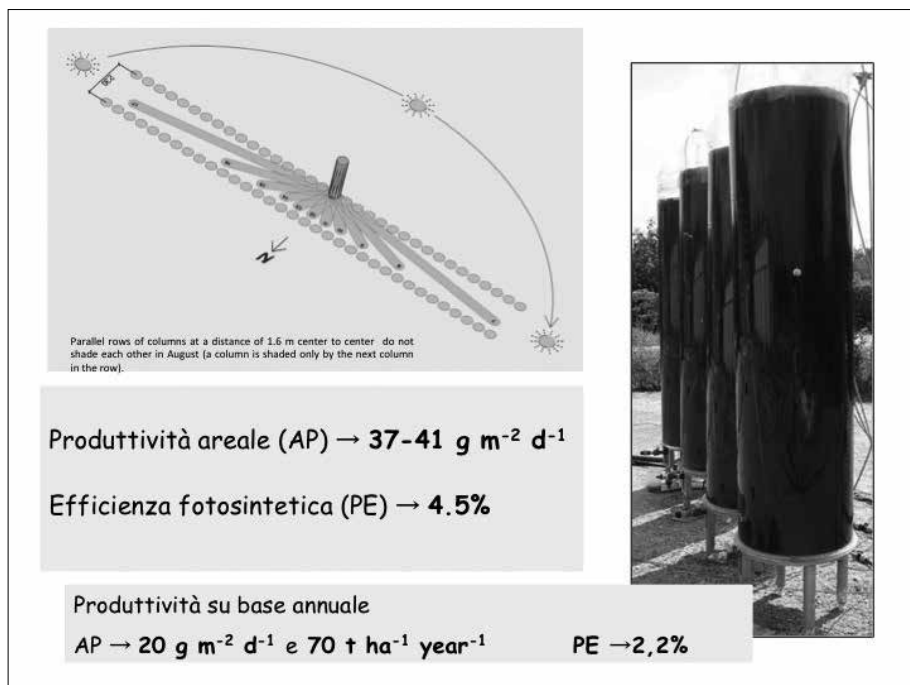 N
Parallel rows of columns at a distance of 1.6 m center to center do not
shade each other in August (a column is shaded only by the next column
in the row).
Produttività areale (AP) → 37-41 g m⁻² d⁻¹
Efficienza fotosintetica (PE) → 4.5%
Produttività su base annuale
AP → 20 g m⁻² d⁻¹ e 70 t ha⁻¹ year⁻¹ PE →2,2%